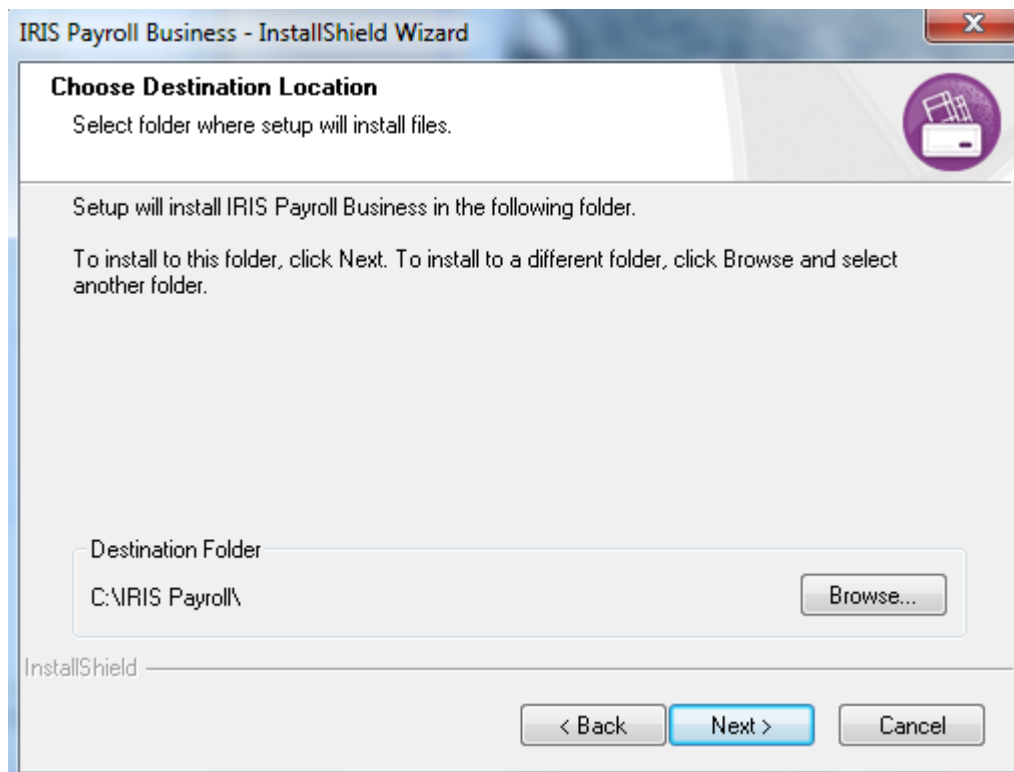 IRIS Payroll Business - InstallShield Wizard
Choose Destination Location
Select folder where setup will install files.
Setup will install IRIS Payroll Business in the following folder.
To install to this folder, click Next. To install to a different folder, click Browse and select
another folder.
Destination Folder
C:\IRIS Payroll\
Browse...
InstallShield
< Back
Next >
Cancel